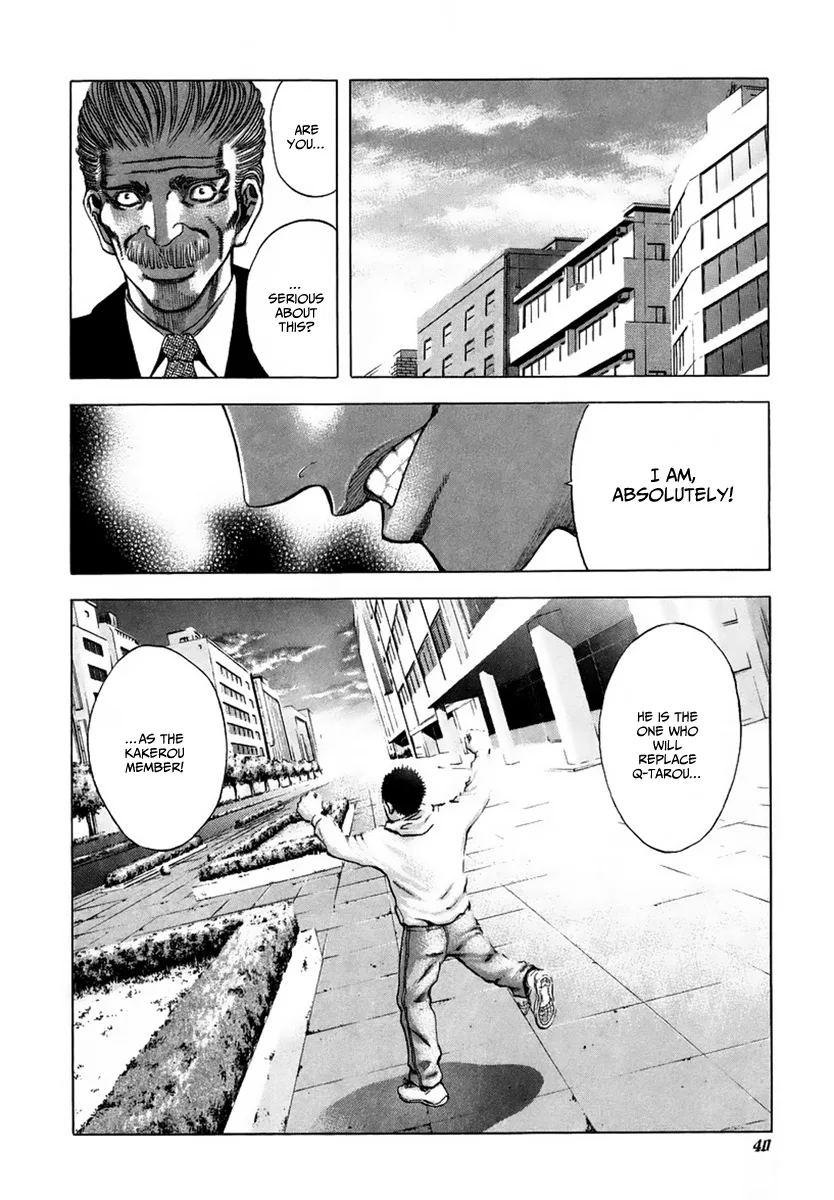 ARE
YOU...
...
SERIOUS
ABOUT
THIS?
I AM,
ABSOLUTELY!
HE IS THE
ONE WHO
WILL
REPLACE
Q-TAROU...
...AS THE
KAKEROU
MEMBER!